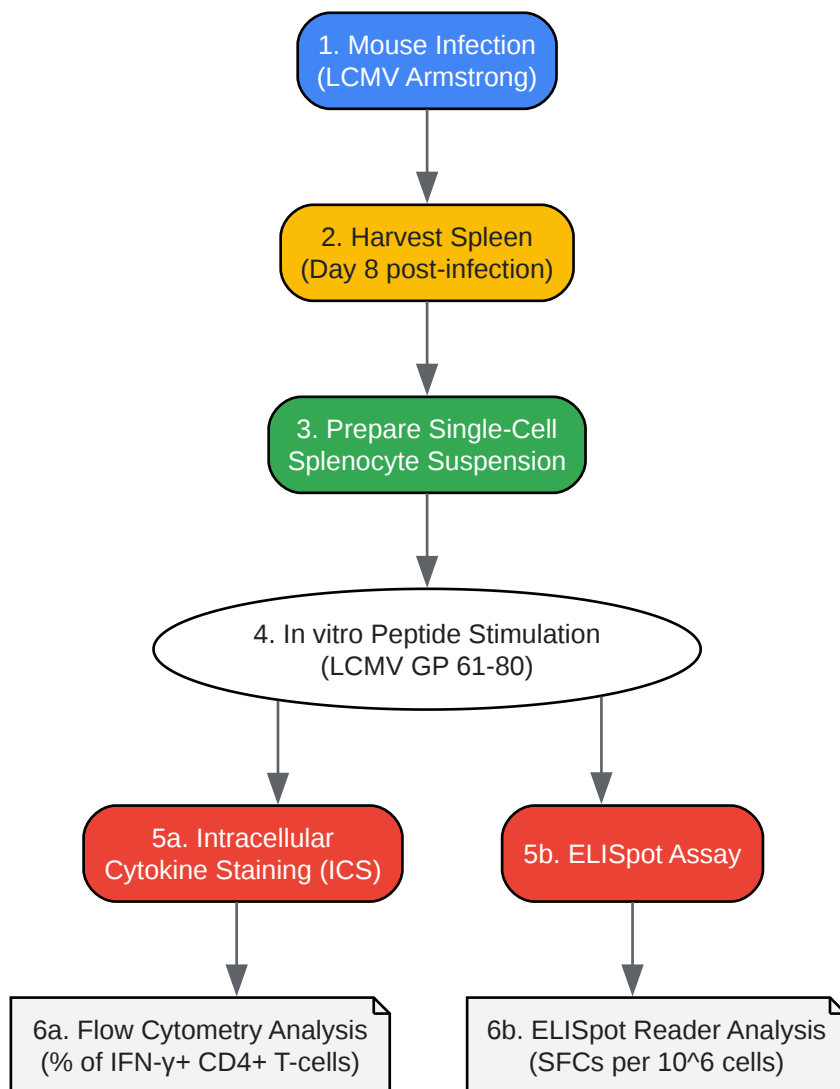 1. Mouse Infection
(LCMV Armstrong)
2. Harvest Spleen
(Day 8 post-infection)
3. Prepare Single-Cell
Splenocyte Suspension
4. In vitro Peptide Stimulation
(LCMV GP 61-80)
5a. Intracellular
Cytokine Staining (ICS)
5b. ELISpot Assay
6a. Flow Cytometry Analysis
(% of IFN-γ+ CD4+ T-cells)
6b. ELISpot Reader Analysis
(SFCs per 10^6 cells)